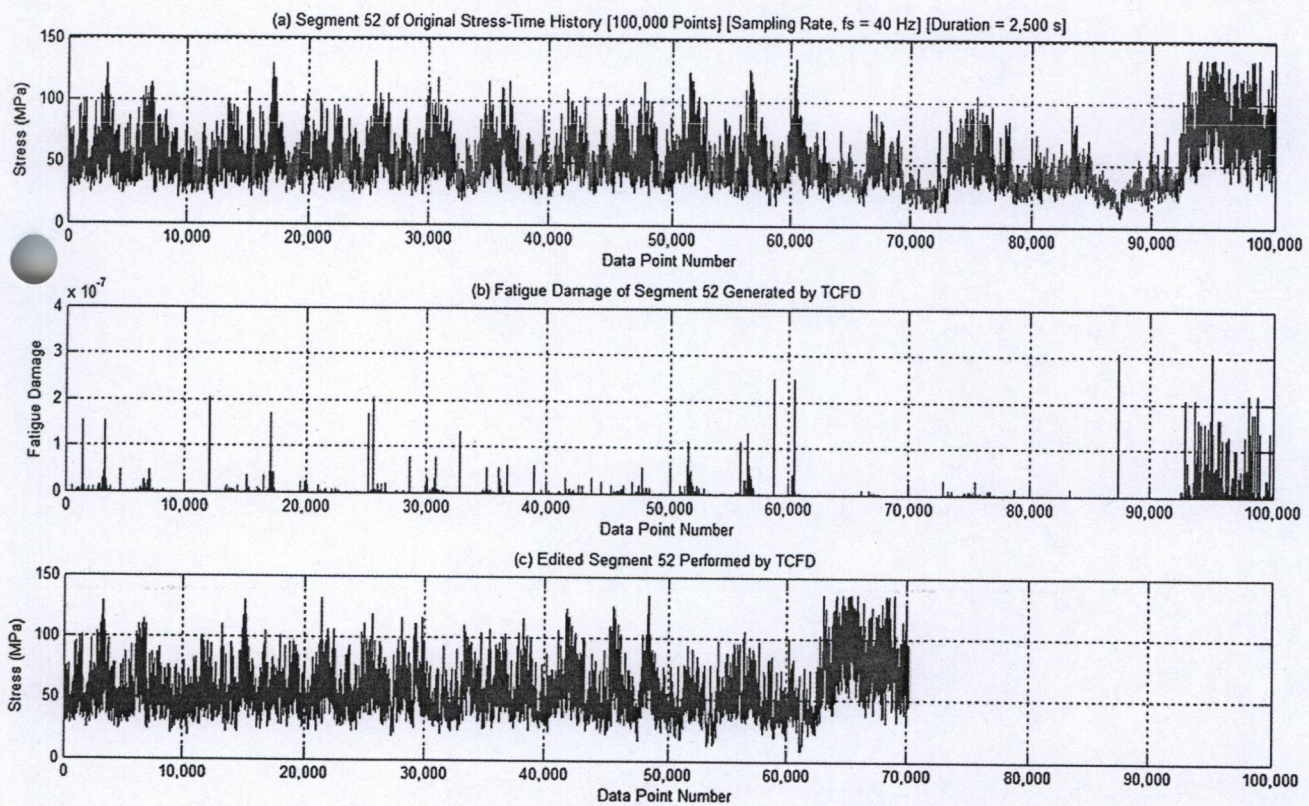 (a) Segment 52 of Original Stress-Time History [100,000 Points] [Sampling Rate, fs = 40 Hz] [Duration = 2,500 s]
150
100
50
0
Stress (MPa)
0 10,000 20,000 30,000 40,000 50,000 60,000 70,000 80,000 90,000 100,000
Data Point Number
x 10^-7
(b) Fatigue Damage of Segment 52 Generated by TCFD
4
3
2
1
0
Fatigue Damage
0 10,000 20,000 30,000 40,000 50,000 60,000 70,000 80,000 90,000 100,000
Data Point Number
(c) Edited Segment 52 Performed by TCFD
150
100
50
0
Stress (MPa)
0 10,000 20,000 30,000 40,000 50,000 60,000 70,000 80,000 90,000 100,000
Data Point Number